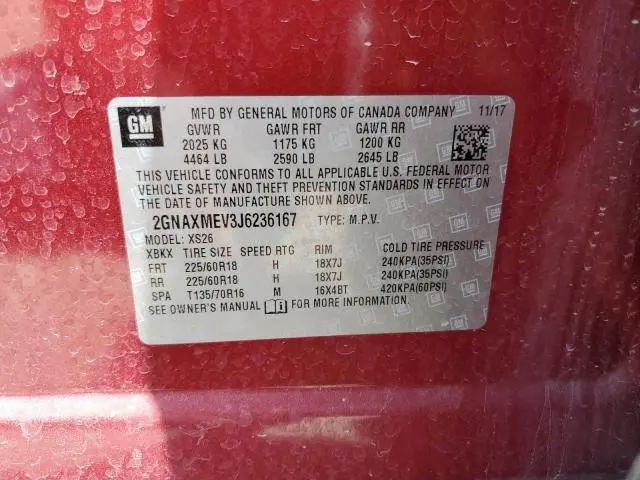 GM
MFD BY GENERAL MOTORS OF CANADA COMPANY 11/17
GVWR GAWR FRT GAWR RR
2025 KG 1175 KG 1200 KG
4464 LB 2590 LB 2645 LB
THIS VEHICLE CONFORMS TO ALL APPLICABLE U.S. FEDERAL MOTOR
VEHICLE SAFETY AND THEFT PREVENTION STANDARDS IN EFFECT ON
THE DATE OF MANUFACTURE SHOWN ABOVE.
2GNAXMEV3J6236167 TYPE: M.P.V.
MODEL: XS26
XBKX TIRE SIZE SPEED RTG RIM COLD TIRE PRESSURE
FRT 225/60R18 H 18X7J 240KPA(35PSI)
RR 225/60R18 H 18X7J 240KPA(35PSI)
SPA T135/70R16 M 16X4BT 420KPA(60PSI)
SEE OWNER'S MANUAL FOR MORE INFORMATION.